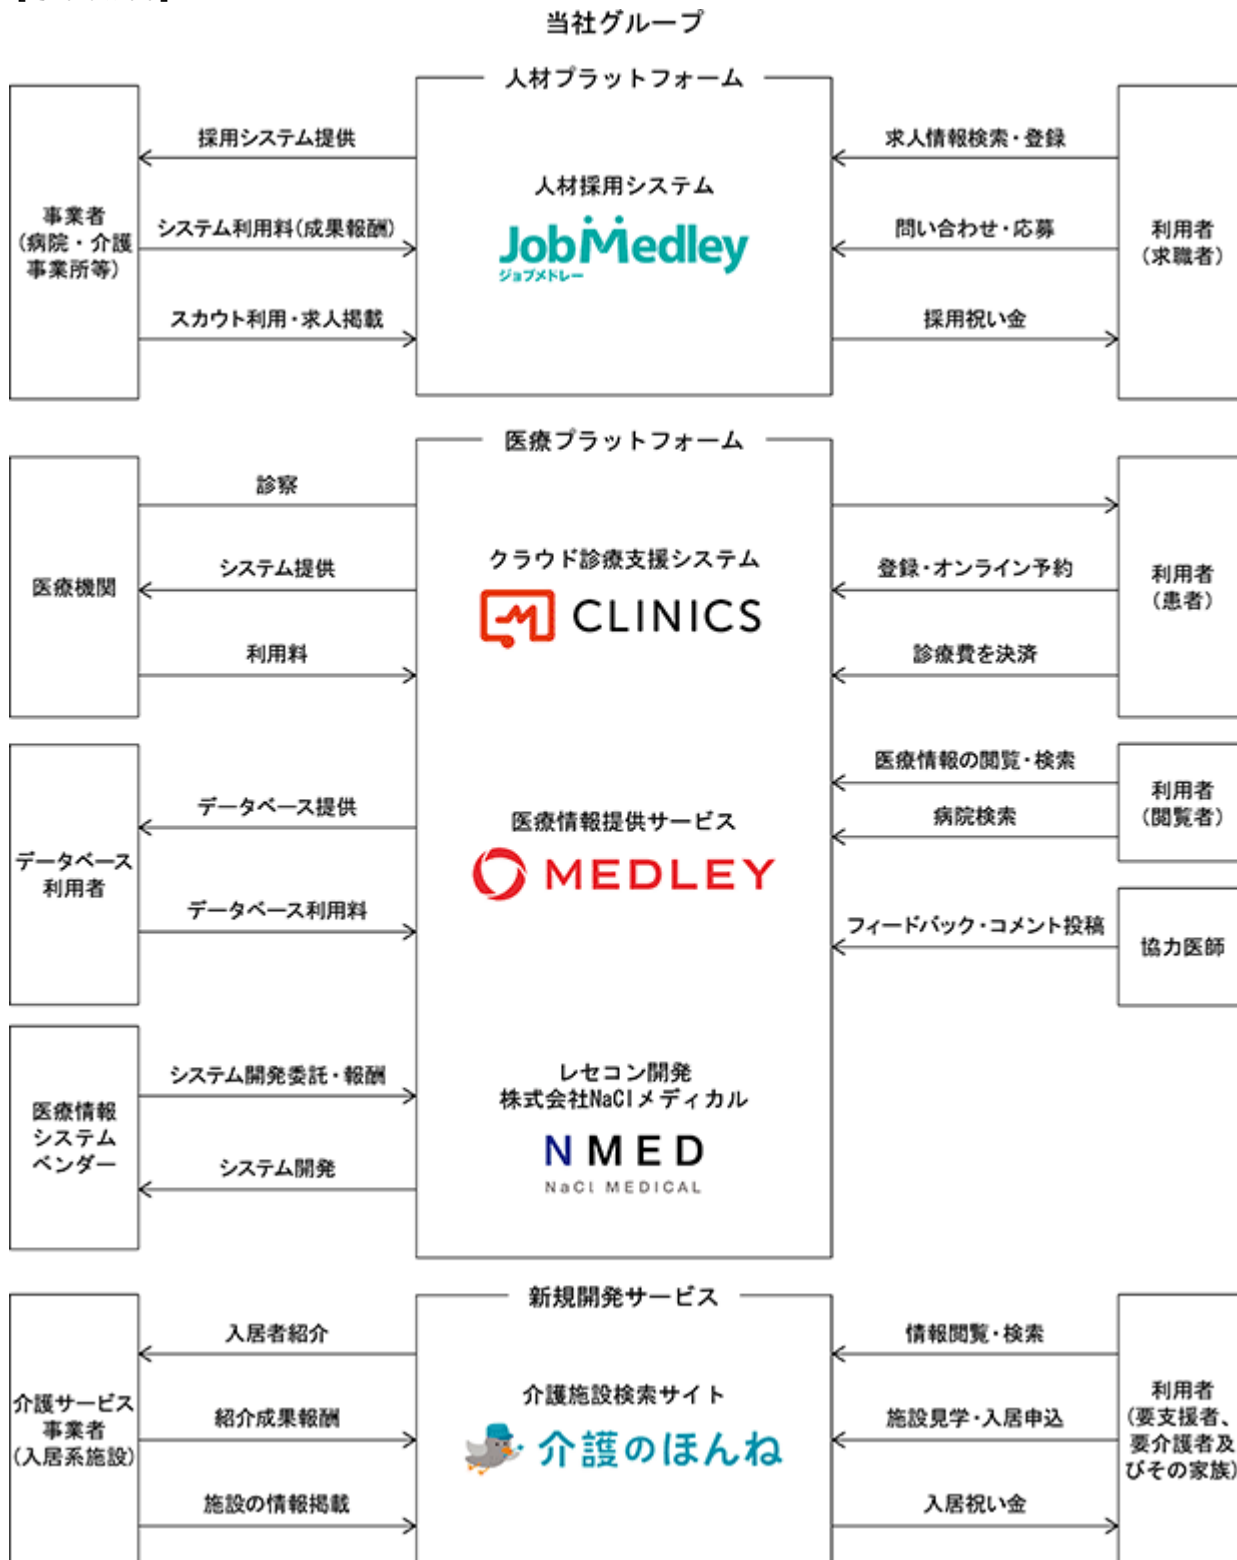 当社グループ
人材プラットフォーム
採用システム提供
求人情報検索・登録
人材採用システム
事業者
(病院・介護
事業所等)
システム利用料(成果報酬)
JobMedley
ジョブメドレー
問い合わせ・応募
利用者
(求職者)
スカウト利用・求人掲載
採用祝い金
医療プラットフォーム
診察
クラウド診療支援システム
医療機関
システム提供
CLINICS
登録・オンライン予約
利用者
(患者)
利用料
診療費を決済
医療情報の閲覧・検索
利用者
(閲覧者)
データベース提供
医療情報提供サービス
病院検索
データベース
利用者
MEDLEY
データベース利用料
フィードバック・コメント投稿
協力医師
システム開発委託・報酬
レセコン開発
株式会社NaClメディカル
医療情報
システム
ベンダー
NMED
NaCl MEDICAL
システム開発
新規開発サービス
入居者紹介
情報閲覧・検索
介護施設検索サイト
介護サービス
事業者
(入居系施設)
紹介成果報酬
介護のほんね
施設見学・入居申込
利用者
(要支援者、
要介護者及
びその家族)
施設の情報掲載
入居祝い金